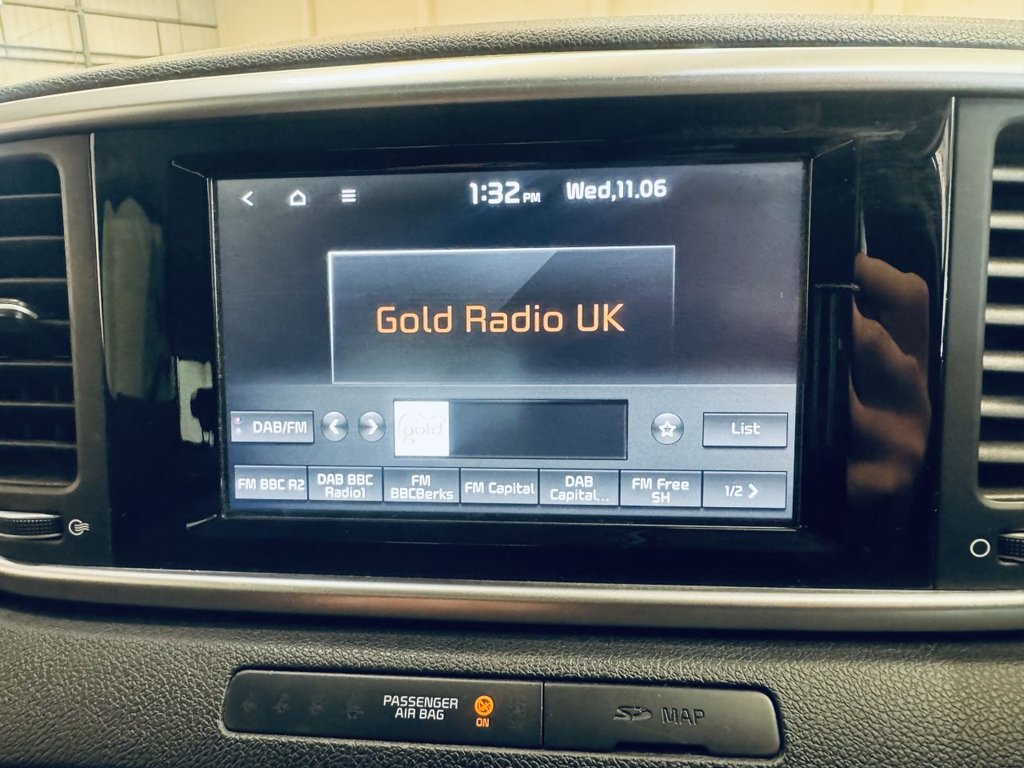 1:32 PM Wed,11.06
Gold Radio UK
DAB/FM
gold
List
FM BBC R2
DAB BBC
Radio1
FM
BBCBerks
FM Capital
DAB
Capital...
FM Free
SH
1/2
PASSENGER
AIR BAG
ON
SD MAP